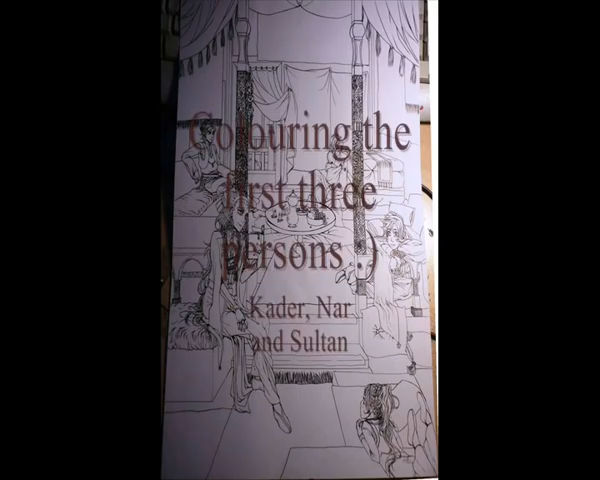 Colouring the
first three
persons :)
Kader, Nar
and Sultan